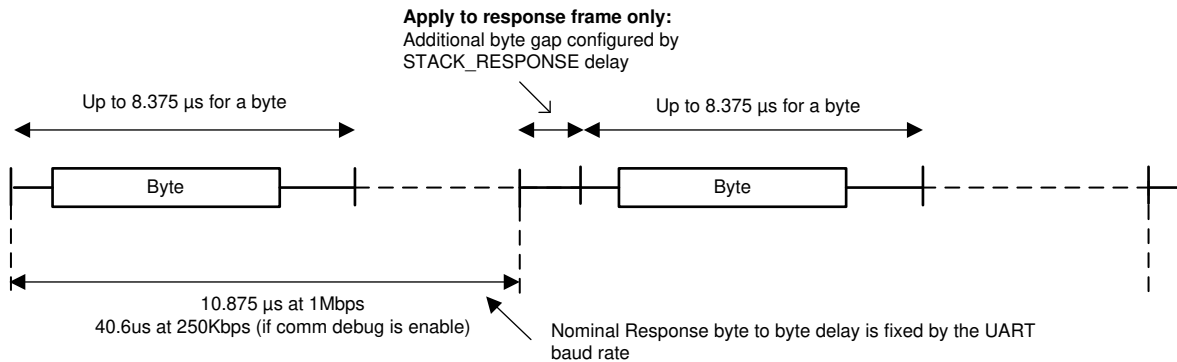 Apply to response frame only:
Additional byte gap configured by
STACK_RESPONSE delay
Up to 8.375 µs for a byte
Up to 8.375 µs for a byte
Byte
Byte
10.875 µs at 1Mbps
40.6us at 250Kbps (if comm debug is enable)
Nominal Response byte to byte delay is fixed by the UART
baud rate